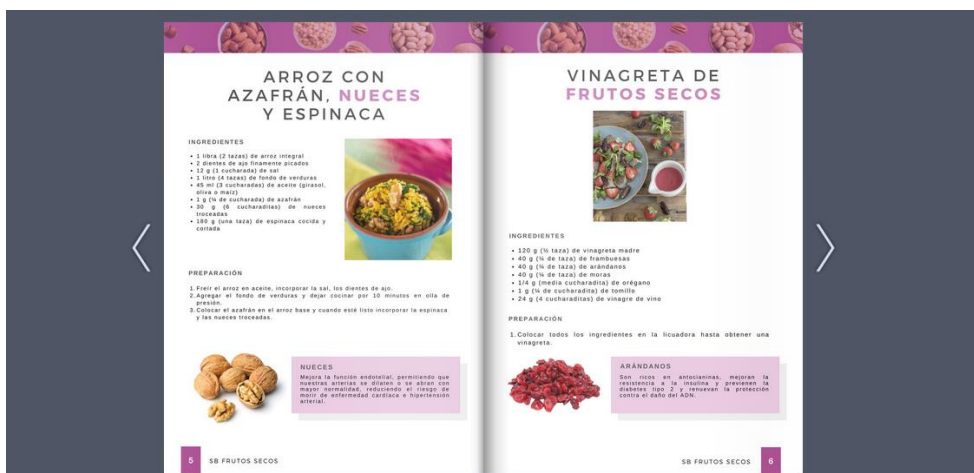 ARROZ CON
AZAFRÁN, NUECES
Y ESPINACA
INGREDIENTES
• 1 libra (2 tazas) de arroz integral
• 2 dientes de ajo finamente picados
• 12 g (1 cucharada) de sal
• 1 litro (4 tazas) de fondo de verduras
• 45 ml (3 cucharadas) de aceite (girasol,
oliva o maíz)
• 1 g (¼ de cucharada) de azafrán
• 30 g (6 cucharaditas) de nueces
troceadas
• 180 g (una taza) de espinaca cocida y
cortada
PREPARACIÓN
1. Freír el arroz en aceite, incorporar la sal, los dientes de ajo.
2. Agregar el fondo de verduras y dejar cocinar por 10 minutos en olla de
presión.
3. Colocar el azafrán en el arroz base y cuando esté listo incorporar la espinaca
y las nueces troceadas.
NUECES
Mejora la función endotelial, permitiendo que
nuestras arterias se dilaten o se abran con
mayor normalidad, reduciendo el riesgo de
morir de enfermedad cardíaca e hipertensión
arterial.
5 SB FRUTOS SECOS
VINAGRETA DE
FRUTOS SECOS
INGREDIENTES
• 120 g (½ taza) de vinagreta madre
• 40 g (¼ de taza) de frambuesas
• 40 g (¼ de taza) de arándanos
• 40 g (¼ de taza) de moras
• 1/4 g (media cucharadita) de orégano
• 1 g (¼ de cucharadita) de tomillo
• 24 g (4 cucharaditas) de vinagre de vino
PREPARACIÓN
1. Colocar todos los ingredientes en la licuadora hasta obtener una
vinagreta.
ARÁNDANOS
Son ricos en antocianinas, mejoran la
resistencia a la insulina y previenen la
diabetes tipo 2 y renuevan la protección
contra el daño del ADN.
SB FRUTOS SECOS 6